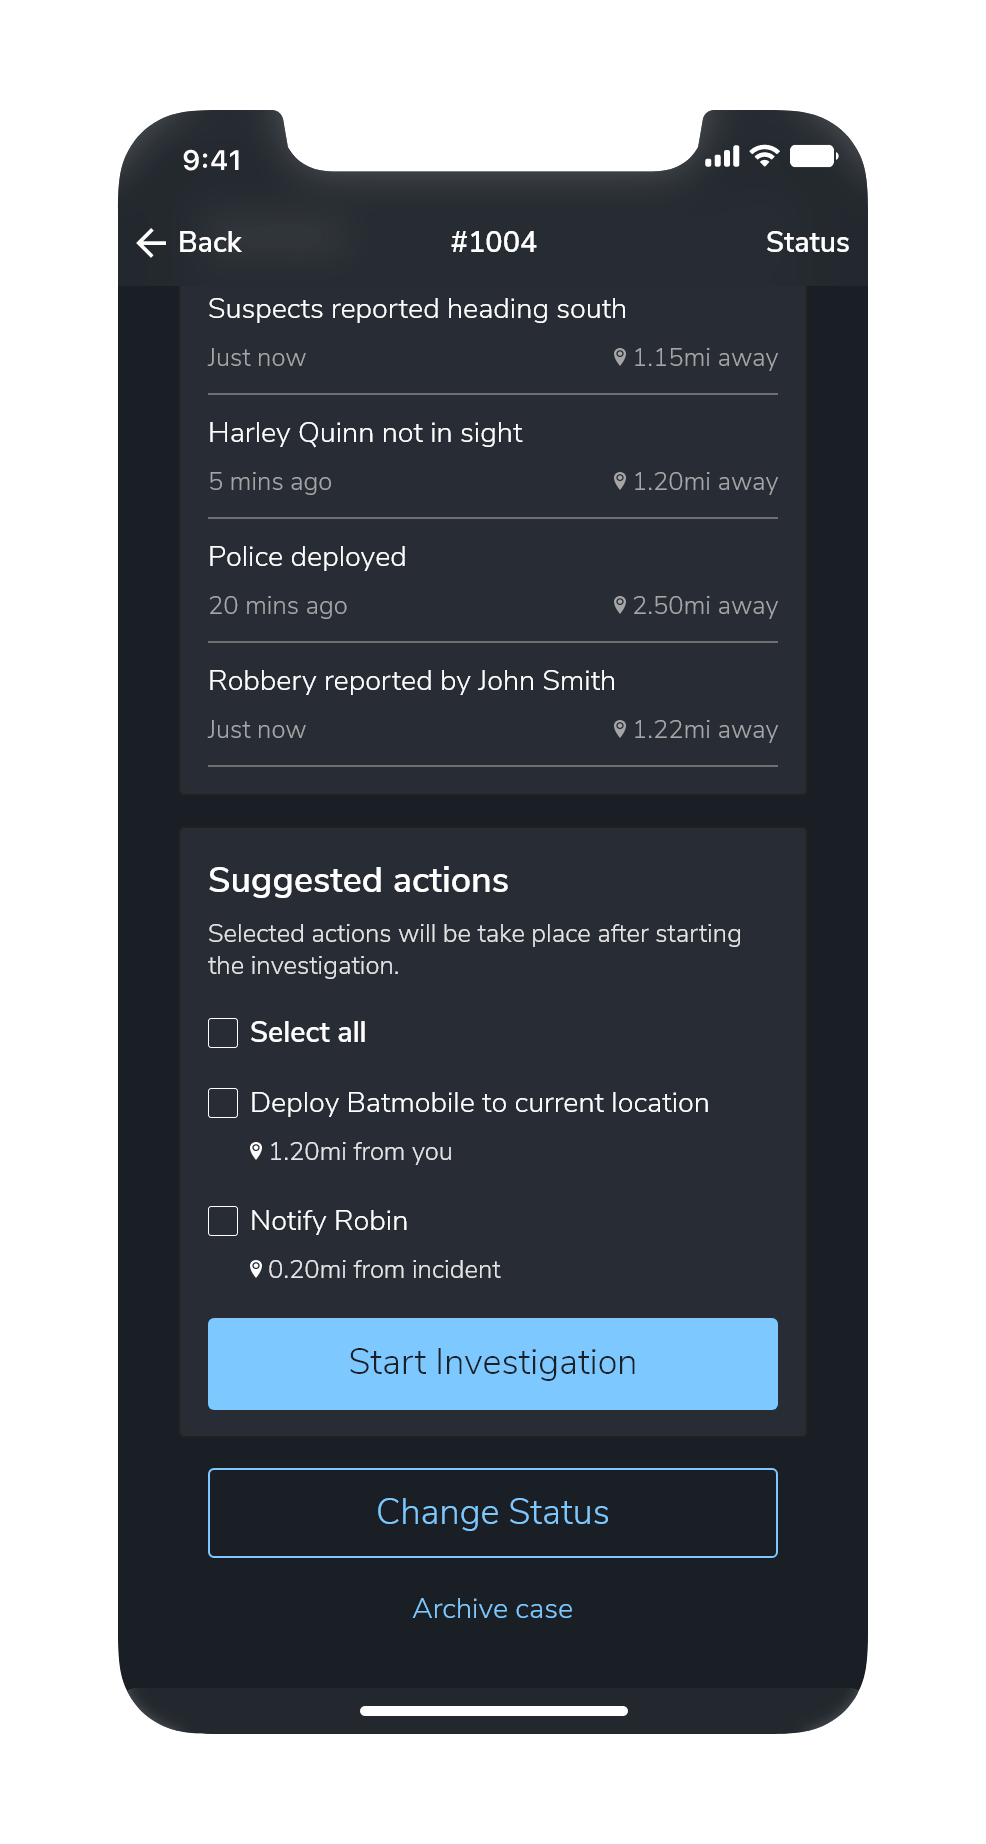 9:41
Back
#1004
Status
Suspects reported heading south
Just now
1.15mi away
Harley Quinn not in sight
5 mins ago
1.20mi away
Police deployed
20 mins ago
2.50mi away
Robbery reported by John Smith
Just now
1.22mi away
Suggested actions
Selected actions will be take place after starting
the investigation.
Select all
Deploy Batmobile to current location
1.20mi from you
Notify Robin
0.20mi from incident
Start Investigation
Change Status
Archive case